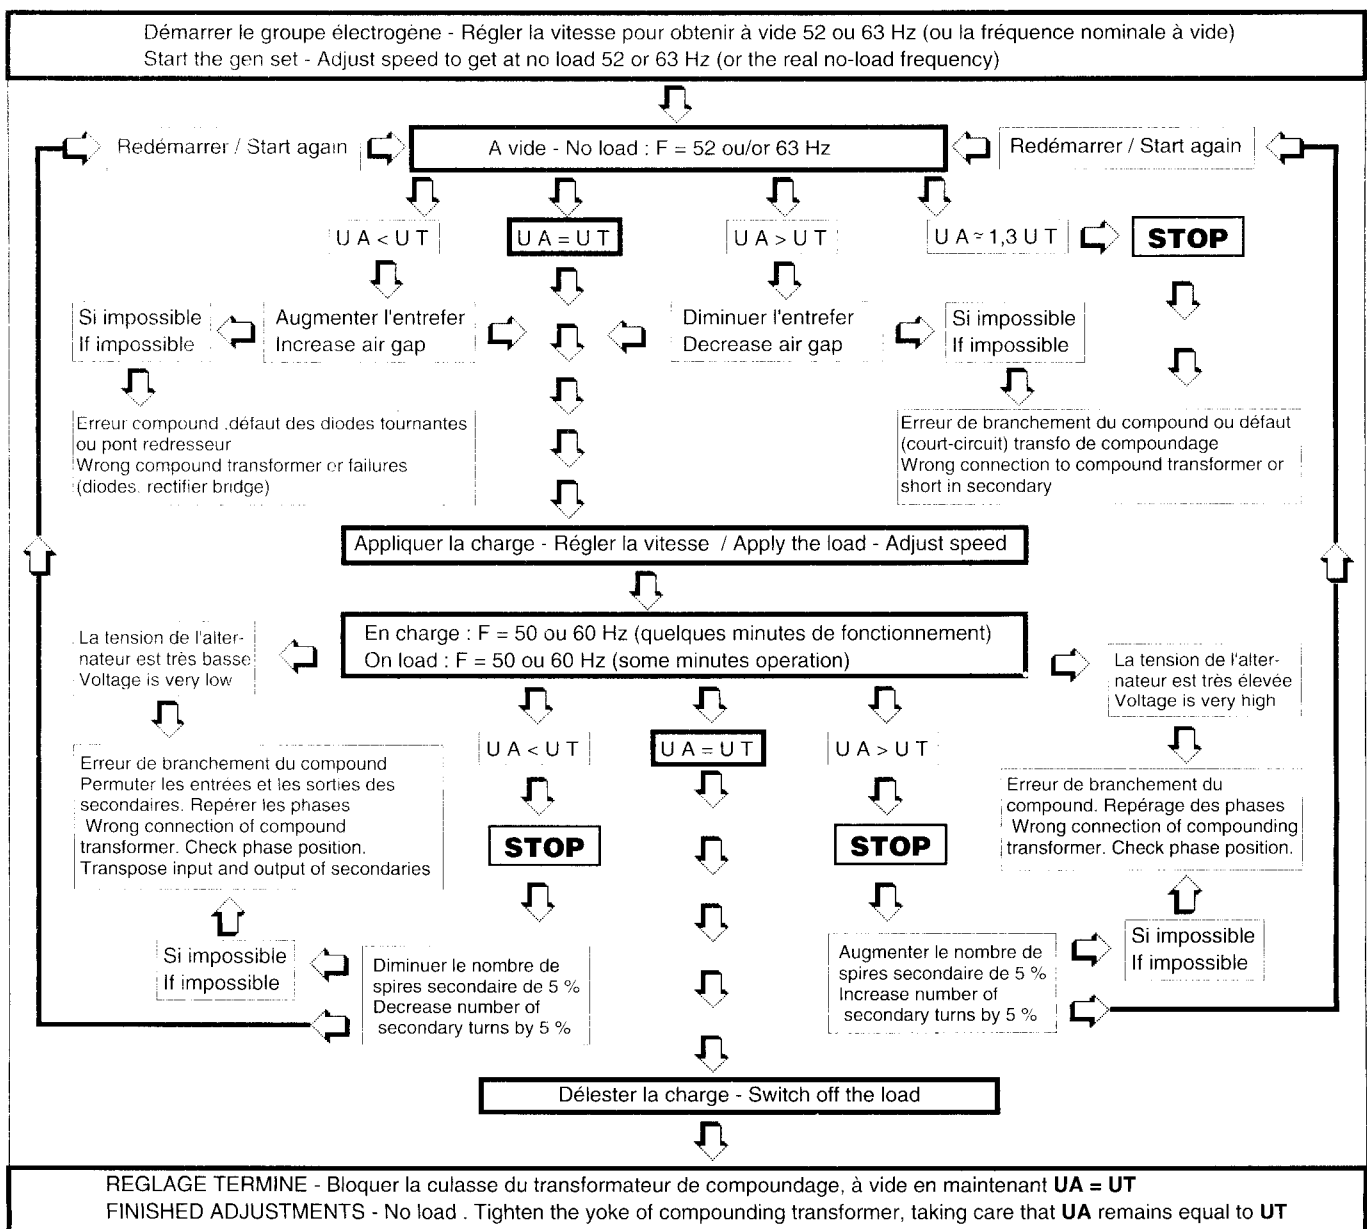 Démarrer le groupe électrogène - Régler la vitesse pour obtenir à vide 52 ou 63 Hz (ou la fréquence nominale à vide)
Start the gen set - Adjust speed to get at no load 52 or 63 Hz (or the real no-load frequency)
Redémarrer / Start again
A vide - No load : F = 52 ou/or 63 Hz
Redémarrer / Start again
U A < U T
U A = U T
U A > U T
U A ≃ 1,3 U T
STOP
Si impossible
If impossible
Augmenter l'entrefer
Increase air gap
Diminuer l'entrefer
Decrease air gap
Si impossible
If impossible
Erreur compound .défaut des diodes tournantes
ou pont redresseur
Wrong compound transformer or failures
(diodes. rectifier bridge)
Erreur de branchement du compound ou défaut
(court-circuit) transfo de compoundage
Wrong connection to compound transformer or
short in secondary
Appliquer la charge - Régler la vitesse / Apply the load - Adjust speed
En charge : F = 50 ou 60 Hz (quelques minutes de fonctionnement)
On load : F = 50 ou 60 Hz (some minutes operation)
La tension de l'alter-
nateur est très basse
Voltage is very low
La tension de l'alter-
nateur est très élevée
Voltage is very high
U A < U T
U A = U T
U A > U T
Erreur de branchement du compound
Permuter les entrées et les sorties des
secondaires. Repérer les phases
Wrong connection of compound
transformer. Check phase position.
Transpose input and output of secondaries
STOP
STOP
Erreur de branchement du
compound. Repérage des phases
Wrong connection of compounding
transformer. Check phase position.
Si impossible
If impossible
Diminuer le nombre de
spires secondaire de 5 %
Decrease number of
secondary turns by 5 %
Augmenter le nombre de
spires secondaire de 5 %
Increase number of
secondary turns by 5 %
Si impossible
If impossible
Délester la charge - Switch off the load
REGLAGE TERMINE - Bloquer la culasse du transformateur de compoundage, à vide en maintenant UA = UT
FINISHED ADJUSTMENTS - No load . Tighten the yoke of compounding transformer, taking care that UA remains equal to UT